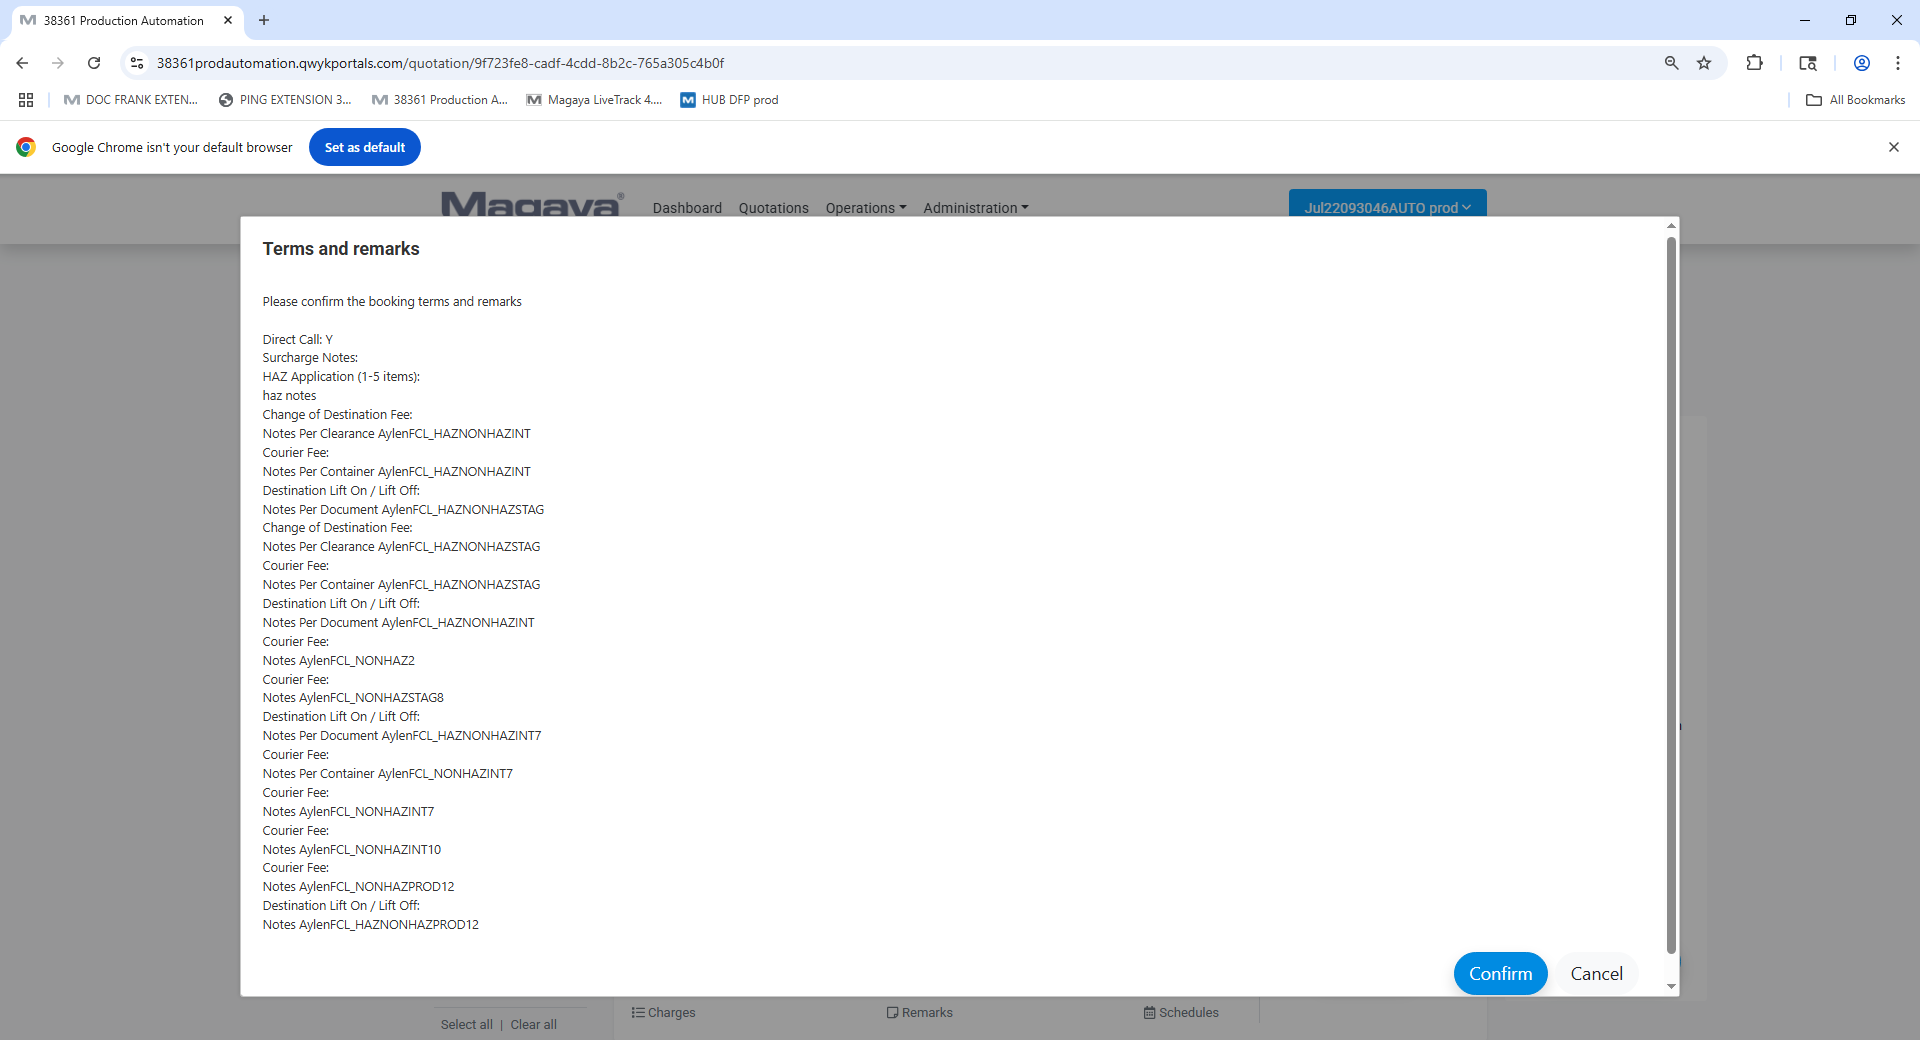 38361 Production Automation
38361prodautomation.qwykportals.com/quotation/9f723fe8-cadf-4cdd-8b2c-765a305c4b0f
DOC FRANK EXTEN... PING EXTENSION 3... 38361 Production A... Magaya LiveTrack 4.... HUB DFP prod All Bookmarks
Google Chrome isn't your default browser Set as default
Magaya® Dashboard Quotations Operations Administration Jul22093046AUTO prod
Terms and remarks
Please confirm the booking terms and remarks
Direct Call: Y
Surcharge Notes:
HAZ Application (1-5 items):
haz notes
Change of Destination Fee:
Notes Per Clearance AylenFCL_HAZNONHAZINT
Courier Fee:
Notes Per Container AylenFCL_HAZNONHAZINT
Destination Lift On / Lift Off:
Notes Per Document AylenFCL_HAZNONHAZSTAG
Change of Destination Fee:
Notes Per Clearance AylenFCL_HAZNONHAZSTAG
Courier Fee:
Notes Per Container AylenFCL_HAZNONHAZSTAG
Destination Lift On / Lift Off:
Notes Per Document AylenFCL_HAZNONHAZINT
Courier Fee:
Notes AylenFCL_NONHAZ2
Courier Fee:
Notes AylenFCL_NONHAZSTAG8
Destination Lift On / Lift Off:
Notes Per Document AylenFCL_HAZNONHAZINT7
Courier Fee:
Notes Per Container AylenFCL_NONHAZINT7
Courier Fee:
Notes AylenFCL_NONHAZINT7
Courier Fee:
Notes AylenFCL_NONHAZINT10
Courier Fee:
Notes AylenFCL_NONHAZPROD12
Destination Lift On / Lift Off:
Notes AylenFCL_HAZNONHAZPROD12
Confirm Cancel
Charges Remarks Schedules
Select all | Clear all